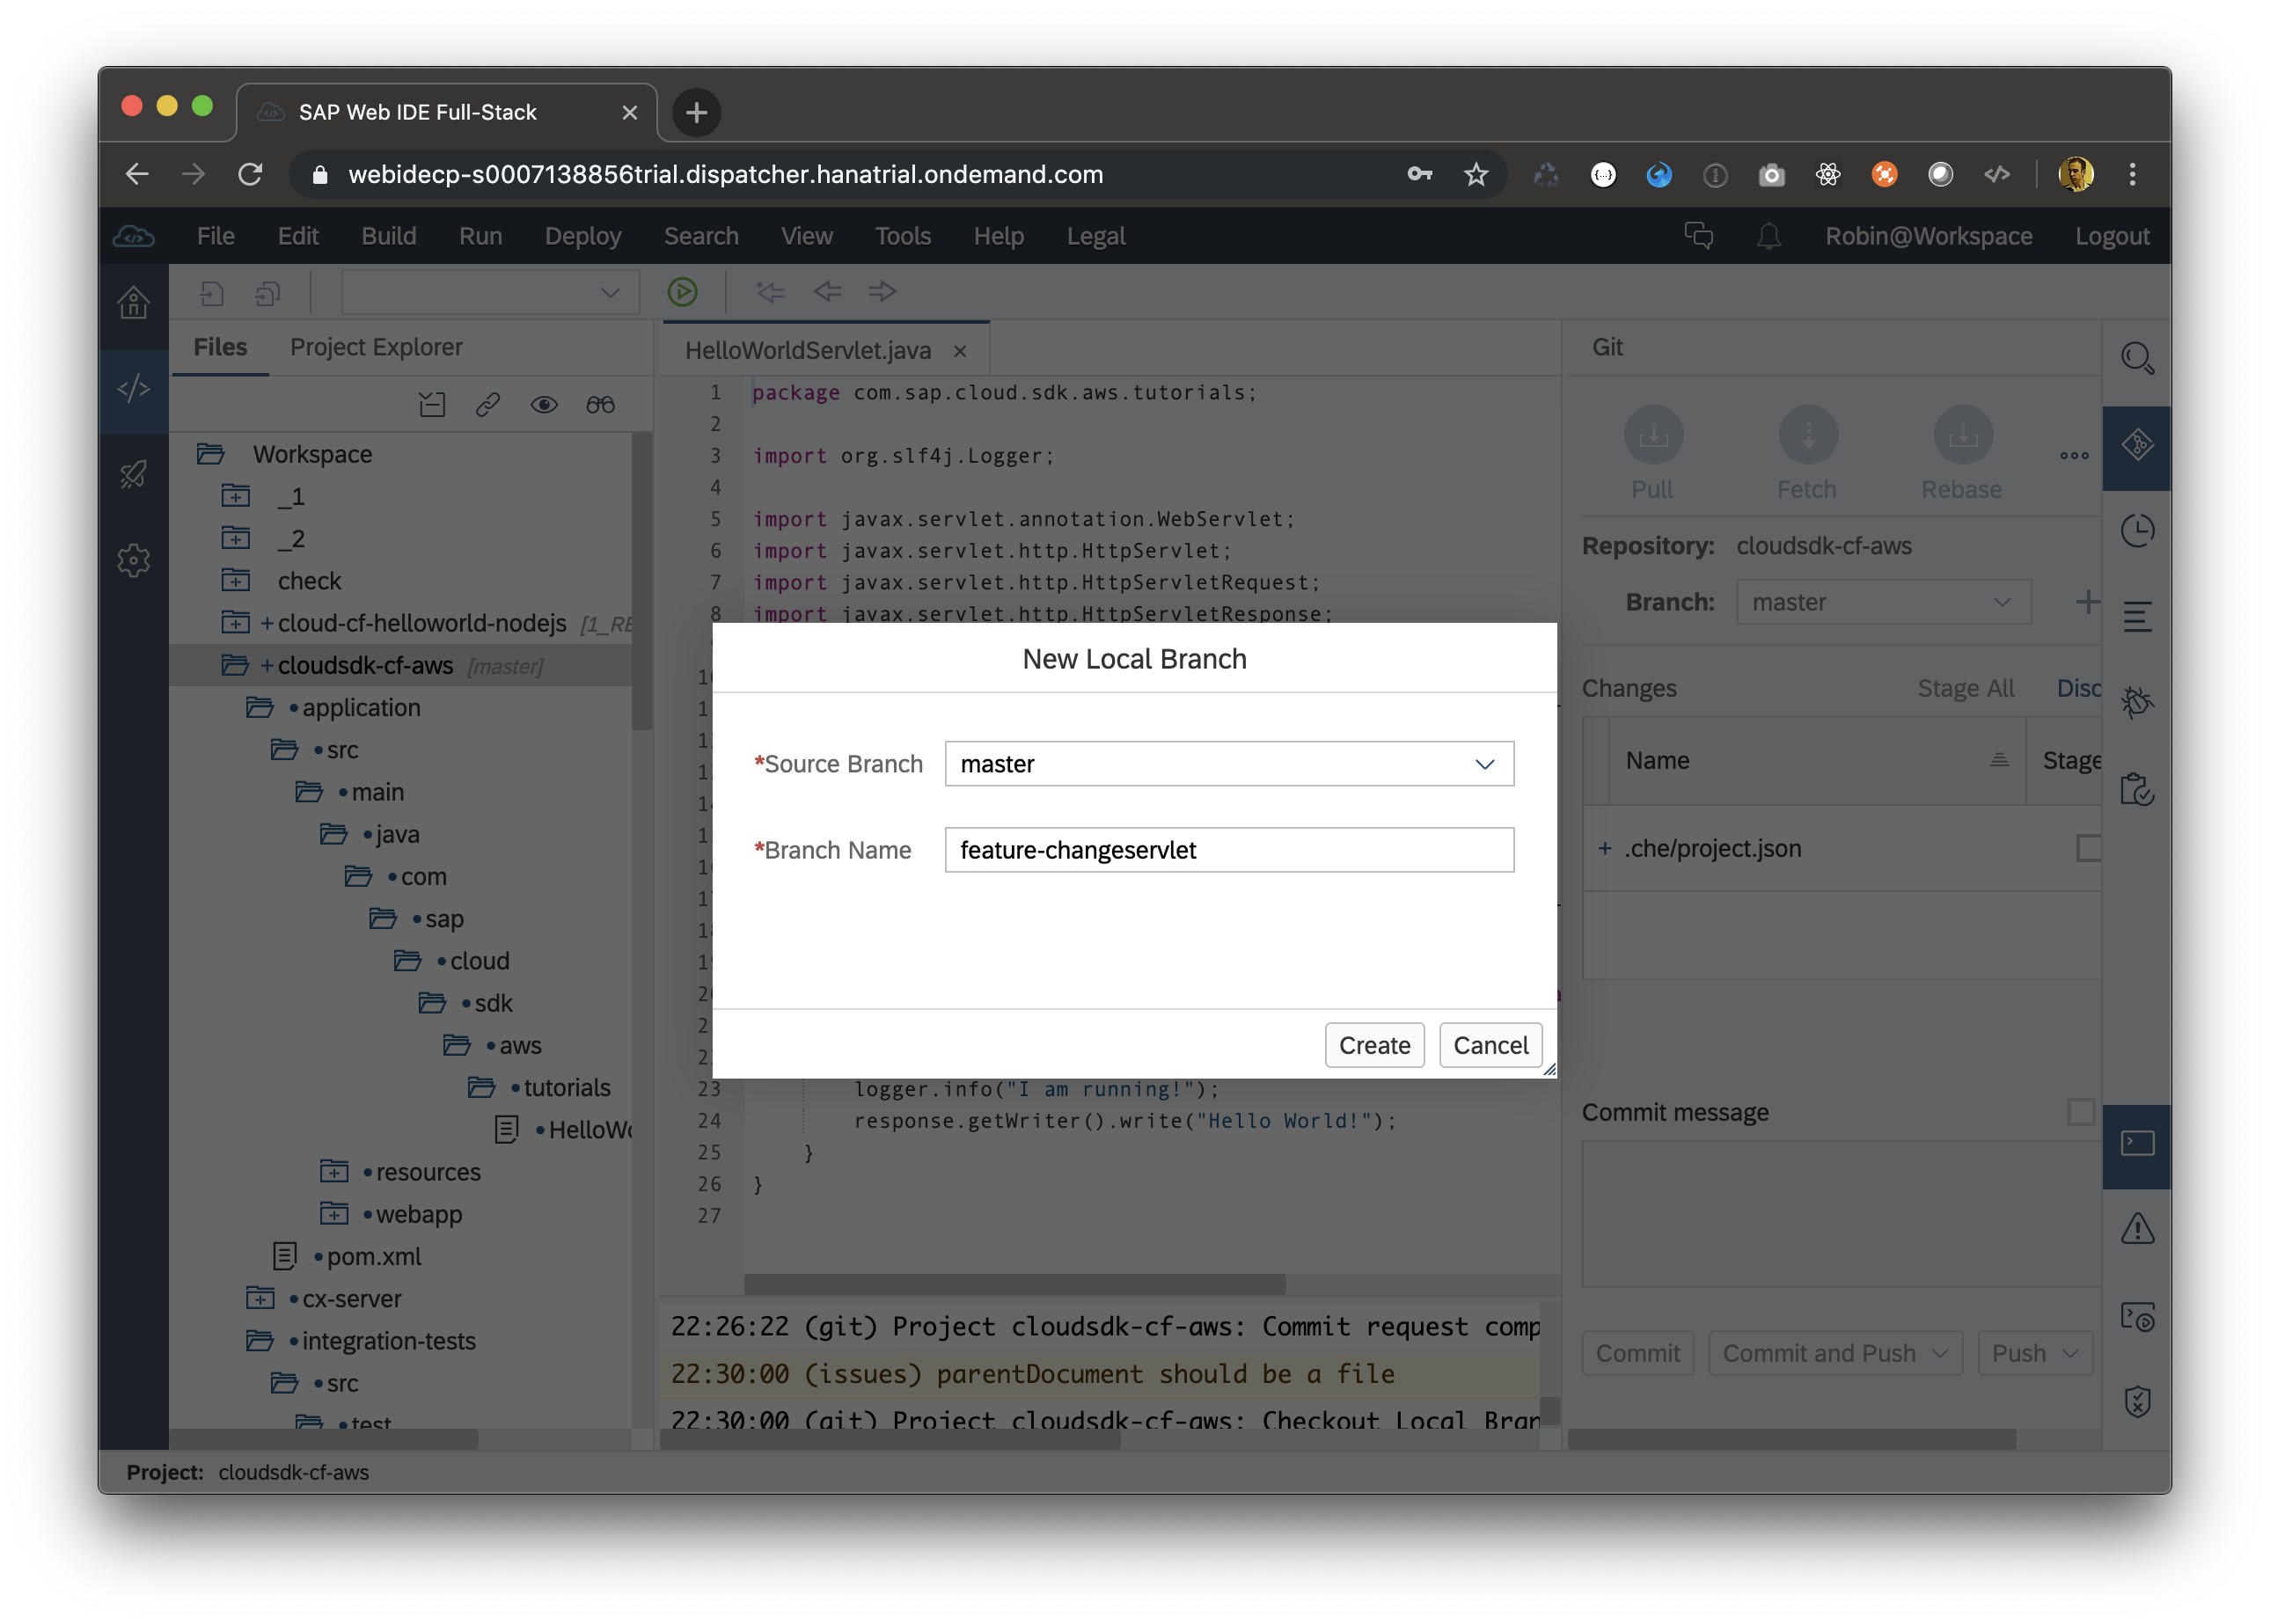 SAP Web IDE Full-Stack
webidecp-s0007138856trial.dispatcher.hanatrial.ondemand.com
File Edit Build Run Deploy Search View Tools Help Legal Robin@Workspace Logout
Files Project Explorer
Workspace
_1
_2
check
+cloud-cf-helloworld-nodejs [1_RE
+cloudsdk-cf-aws [master]
application
src
main
java
com
sap
cloud
sdk
aws
tutorials
HelloWo
resources
webapp
pom.xml
cx-server
integration-tests
src
test
HelloWorldServlet.java
1 package com.sap.cloud.sdk.aws.tutorials;
2
3 import org.slf4j.Logger;
4
5 import javax.servlet.annotation.WebServlet;
6 import javax.servlet.http.HttpServlet;
7 import javax.servlet.http.HttpServletRequest;
8 import javax.servlet.http.HttpServletResponse;
New Local Branch
*Source Branch master
*Branch Name feature-changeservlet
Create Cancel
23 logger.info("I am running!");
24 response.getWriter().write("Hello World!");
25 }
26 }
27
22:26:22 (git) Project cloudsdk-cf-aws: Commit request comp
22:30:00 (issues) parentDocument should be a file
22:30:00 (git) Project cloudsdk-cf-aws: Checkout Local Bran
Git
Pull Fetch Rebase
Repository: cloudsdk-cf-aws
Branch: master
Changes Stage All Disc
Name Stage
+ .che/project.json
Commit message
Commit Commit and Push Push
Project: cloudsdk-cf-aws